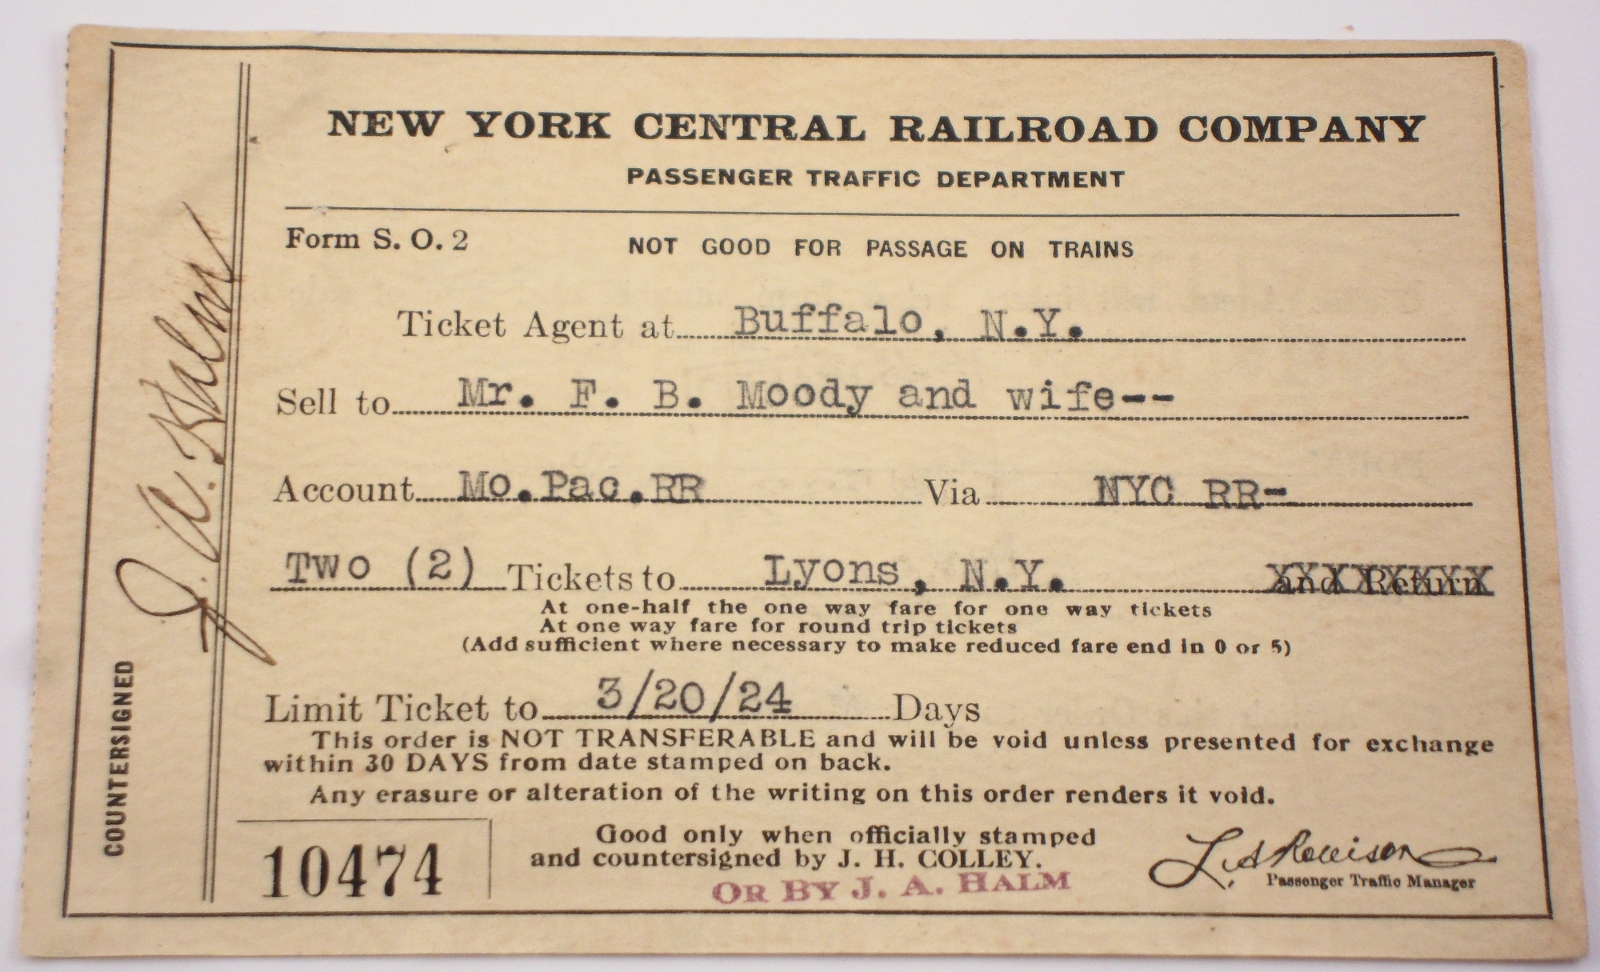 NEW YORK CENTRAL RAILROAD COMPANY
PASSENGER TRAFFIC DEPARTMENT
Form S. O. 2 NOT GOOD FOR PASSAGE ON TRAINS
Ticket Agent at Buffalo, N.Y.
Sell to Mr. F. B. Moody and wife--
Account Mo.Pac.RR Via NYC RR-
Two (2) Tickets to Lyons, N.Y. and Return
At one-half the one way fare for one way tickets
At one way fare for round trip tickets
(Add sufficient where necessary to make reduced fare end in 0 or 5)
Limit Ticket to 3/20/24 Days
This order is NOT TRANSFERABLE and will be void unless presented for exchange
within 30 DAYS from date stamped on back.
Any erasure or alteration of the writing on this order renders it void.
10474
Good only when officially stamped
and countersigned by J. H. COLLEY.
OR BY J. A. HALM
Passenger Traffic Manager
COUNTERSIGNED
J. A. Halm